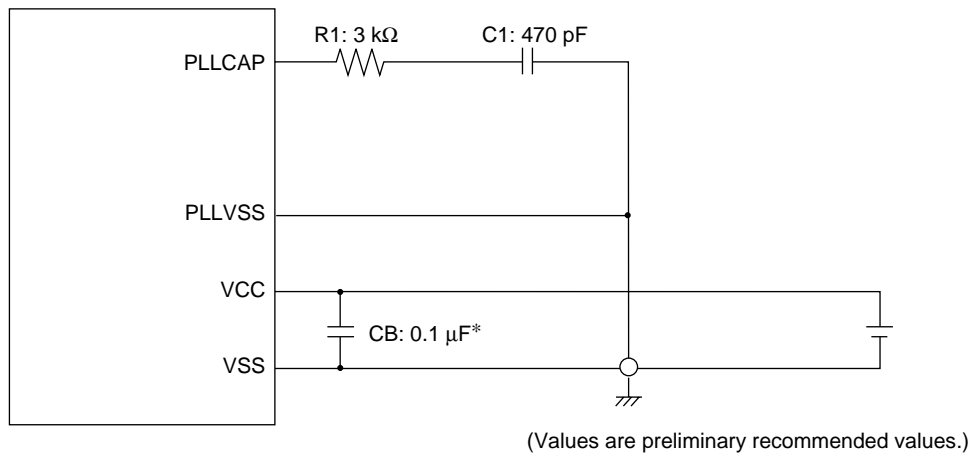 R1: 3 kΩ
C1: 470 pF
PLLCAP
PLLVSS
VCC
CB: 0.1 μF*
VSS
(Values are preliminary recommended values.)